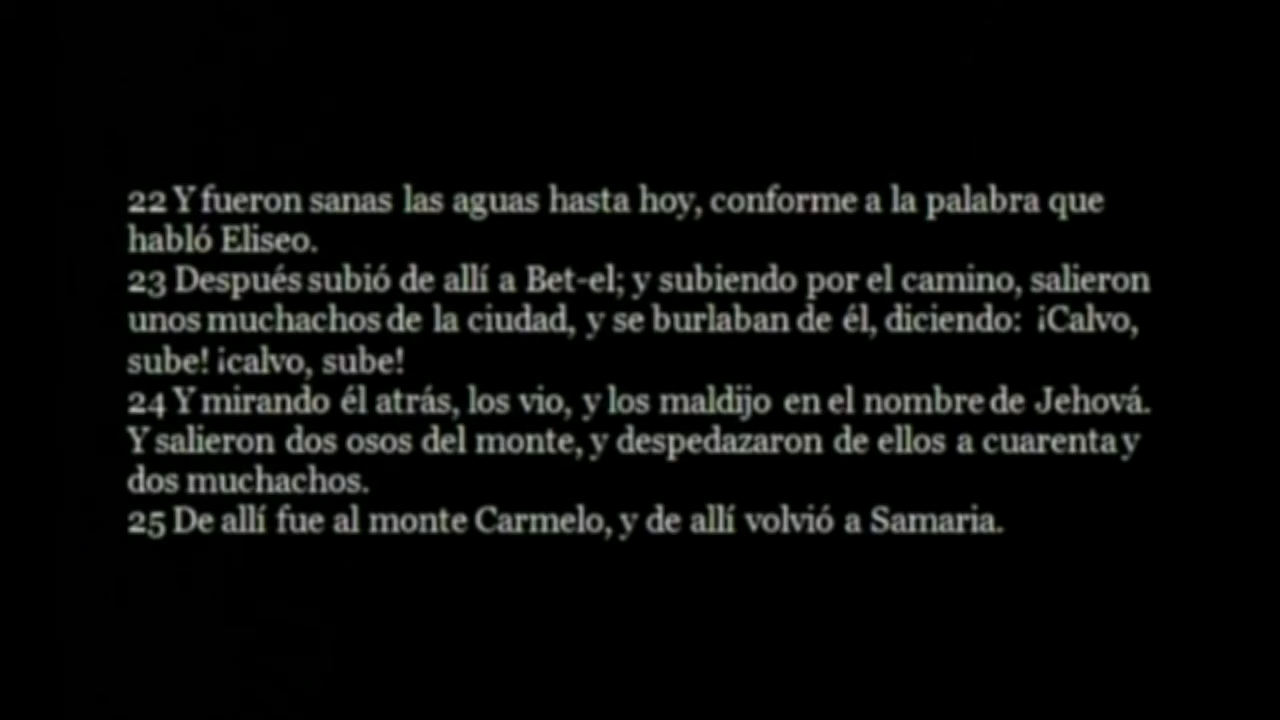 22 Y fueron sanas las aguas hasta hoy, conforme a la palabra que
habló Eliseo.
23 Después subió de allí a Bet-el; y subiendo por el camino, salieron
unos muchachos de la ciudad, y se burlaban de él, diciendo: ¡Calvo,
sube! ¡calvo, sube!
24 Y mirando él atrás, los vio, y los maldijo en el nombre de Jehová.
Y salieron dos osos del monte, y despedazaron de ellos a cuarenta y
dos muchachos.
25 De allí fue al monte Carmelo, y de allí volvió a Samaria.